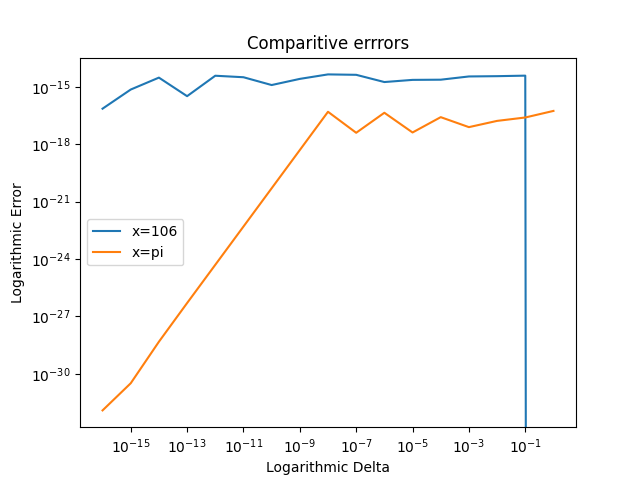 Comparitive errrors
Logarithmic Error
10⁻¹⁵
10⁻¹⁸
10⁻²¹
10⁻²⁴
10⁻²⁷
10⁻³⁰
x=106
x=pi
10⁻¹⁵ 10⁻¹³ 10⁻¹¹ 10⁻⁹ 10⁻⁷ 10⁻⁵ 10⁻³ 10⁻¹
Logarithmic Delta